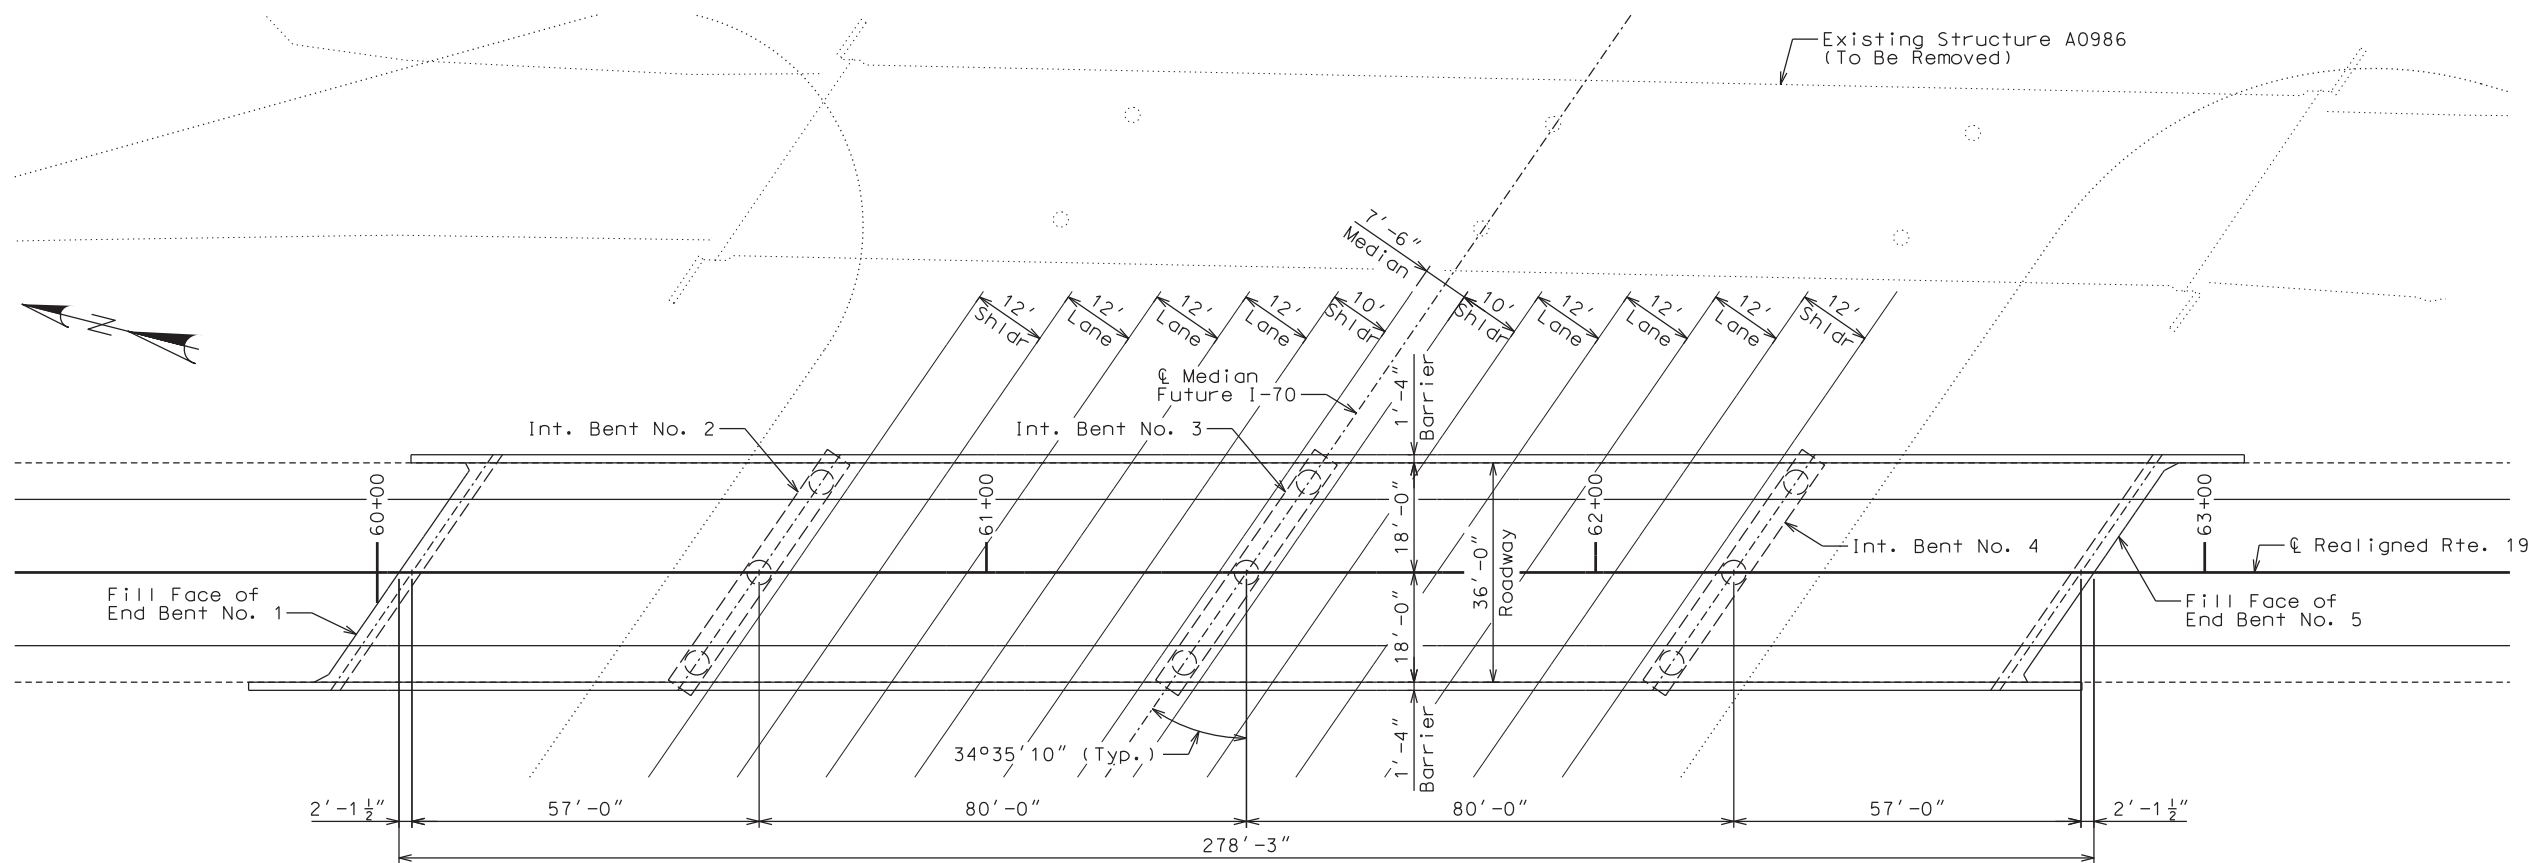 Existing Structure A0986
(To Be Removed)
7'-6"
Median
12'
Shldr
12'
Lane
12'
Lane
12'
Lane
10'
Shldr
10'
Shldr
12'
Lane
12'
Lane
12'
Lane
12'
Shldr
N
℄ Median
Future I-70
1'-4"
Barrier
Int. Bent No. 2
Int. Bent No. 3
60+00
61+00
62+00
63+00
18'-0"
36'-0"
Roadway
18'-0"
Int. Bent No. 4
℄ Realigned Rte. 19
Fill Face of
End Bent No. 1
Fill Face of
End Bent No. 5
34°35'10" (Typ.)
1'-4"
Barrier
2'-1½"
57'-0"
80'-0"
80'-0"
57'-0"
2'-1½"
278'-3"